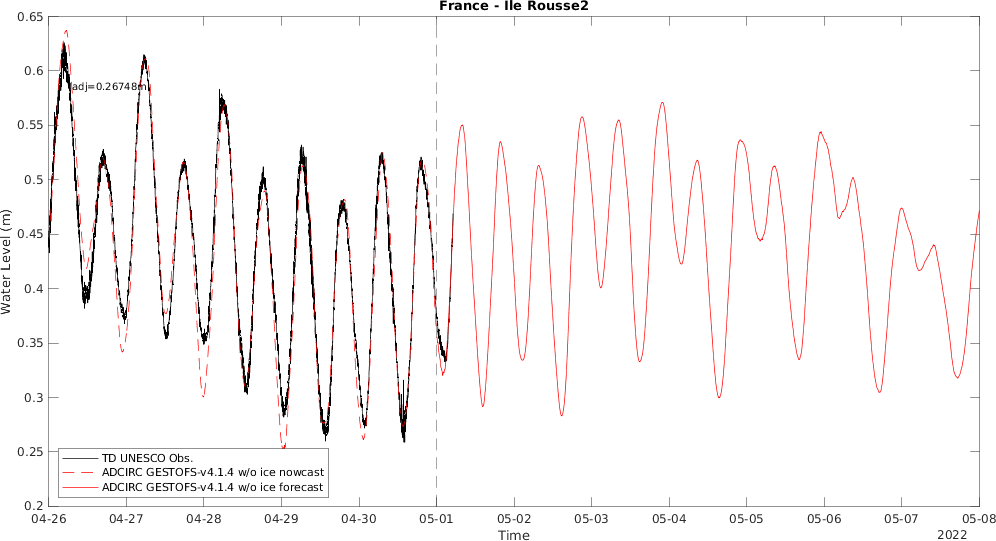 France - Ile Rousse2
0.65
0.6
0.55
0.5
0.45
0.4
0.35
0.3
0.25
0.2
Water Level (m)
adj=0.26748m
TD UNESCO Obs.
ADCIRC GESTOFS-v4.1.4 w/o ice nowcast
ADCIRC GESTOFS-v4.1.4 w/o ice forecast
04-26 04-27 04-28 04-29 04-30 05-01 05-02 05-03 05-04 05-05 05-06 05-07 05-08
Time
2022